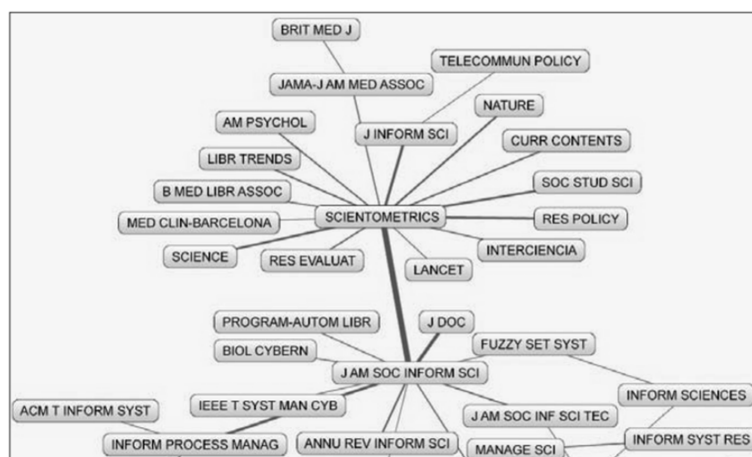 BRIT MED J
TELECOMMUN POLICY
JAMA-J AM MED ASSOC
NATURE
AM PSYCHOL
J INFORM SCI
CURR CONTENTS
LIBR TRENDS
SOC STUD SCI
B MED LIBR ASSOC
MED CLIN-BARCELONA
SCIENTOMETRICS
RES POLICY
SCIENCE
RES EVALUAT
LANCET
INTERCIENCIA
PROGRAM-AUTOM LIBR
J DOC
BIOL CYBERN
FUZZY SET SYST
J AM SOC INFORM SCI
INFORM SCIENCES
ACM T INFORM SYST
IEEE T SYST MAN CYB
J AM SOC INF SCI TEC
INFORM PROCESS MANAG
ANNU REV INFORM SCI
MANAGE SCI
INFORM SYST RES